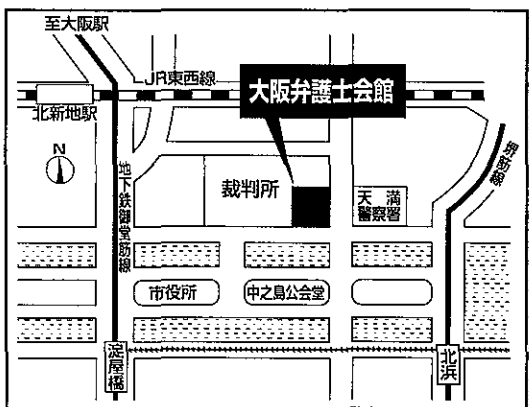 至大阪駅
JR東西線
大阪弁護士会館
北新地駅
N
地下鉄御堂筋線
堺筋線
裁判所
天満
警察署
市役所
中之島公会堂
淀屋橋
北浜